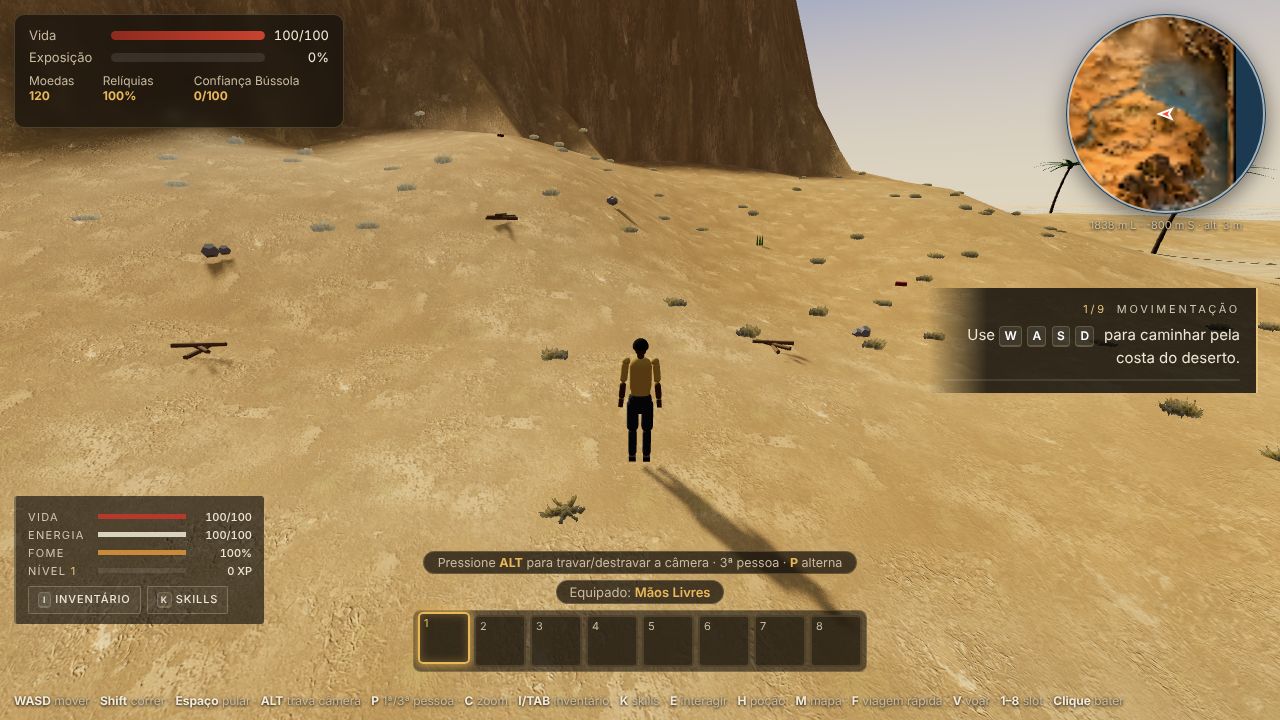 Vida 100/100
Exposição 0%
Moedas Relíquias Confiança Bússola
120 100% 0/100
1838 m L · -800 m S · alt. 3 m
1/9 MOVIMENTAÇÃO
Use W A S D para caminhar pela
costa do deserto.
VIDA 100/100
ENERGIA 100/100
FOME 100%
NÍVEL 1 0 XP
I INVENTÁRIO K SKILLS
Pressione ALT para travar/destravar a câmera · 3ª pessoa · P alterna
Equipado: Mãos Livres
1 2 3 4 5 6 7 8
WASD mover Shift correr Espaço pular ALT trava câmera P 1ª/3ª pessoa · C zoom I/TAB inventário K skills E interagir H poção M mapa F viagem rápida V voar 1–8 slot Clique bater